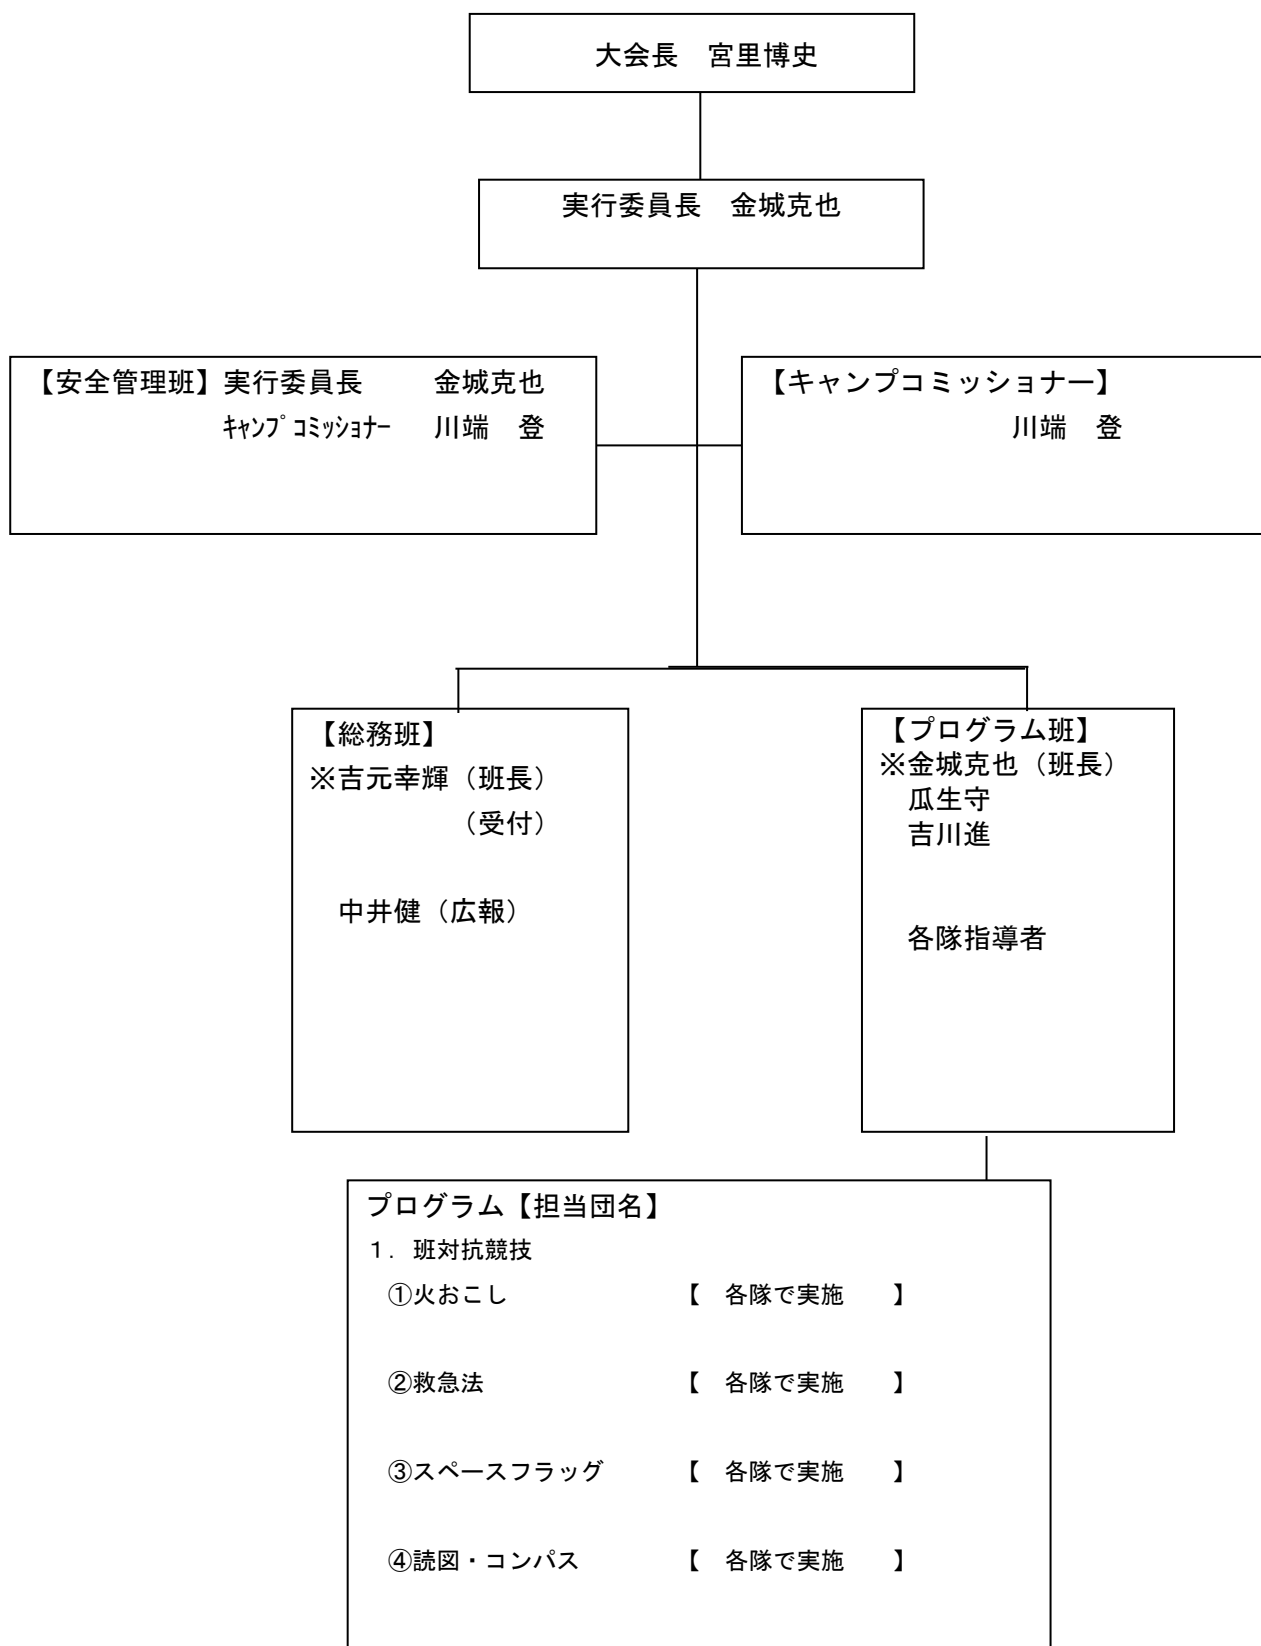 大会長　宮里博史
実行委員長　金城克也
【安全管理班】実行委員長　　金城克也
ｷｬﾝﾌﾟｺﾐｯｼｮﾅｰ　川端　登
【キャンプコミッショナー】
川端　登
【総務班】
※吉元幸輝（班長）
（受付）
中井健（広報）
【プログラム班】
※金城克也（班長）
瓜生守
吉川進
各隊指導者
プログラム【担当団名】
１．班対抗競技
①火おこし　　【　各隊で実施　　】
②救急法　　【　各隊で実施　　】
③スペースフラッグ　　【　各隊で実施　　】
④読図・コンパス　　【　各隊で実施　　】